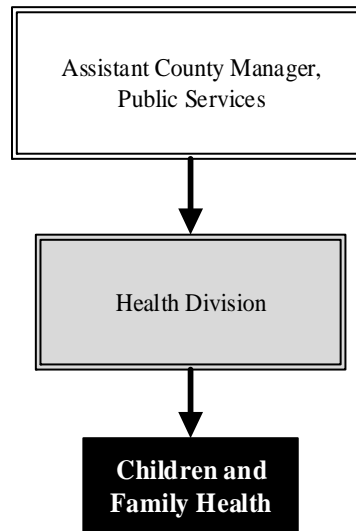 Assistant County Manager,
Public Services
Health Division
Children and
Family Health